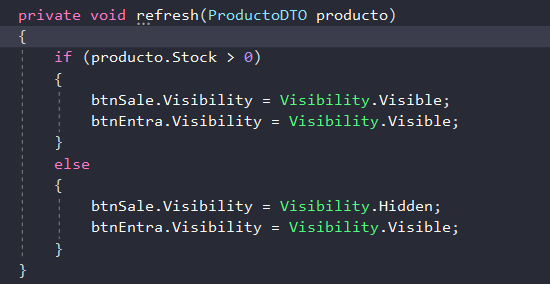 private void refresh(ProductoDTO producto)
{
    if (producto.Stock > 0)
    {
        btnSale.Visibility = Visibility.Visible;
        btnEntra.Visibility = Visibility.Visible;
    }
    else
    {
        btnSale.Visibility = Visibility.Hidden;
        btnEntra.Visibility = Visibility.Visible;
    }
}